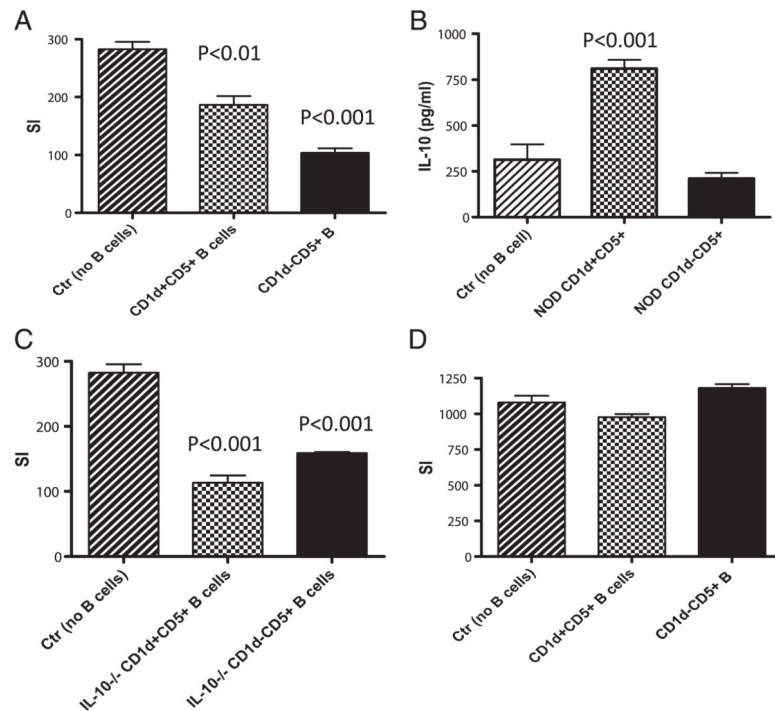 A
300
200
100
0
SI
P<0.01
P<0.001
Ctr (no B cells)
CD1d+CD5+ B cells
CD1d-CD5+ B
B
1000
750
500
250
0
IL-10 (pg/ml)
P<0.001
Ctr (no B cell)
NOD CD1d+CD5+
NOD CD1d-CD5+
C
300
200
100
0
SI
P<0.001
P<0.001
Ctr (no B cells)
IL-10-/- CD1d+CD5+ B cells
IL-10-/- CD1d-CD5+ B cells
D
1250
1000
750
500
250
0
SI
Ctr (no B cells)
CD1d+CD5+ B cells
CD1d-CD5+ B